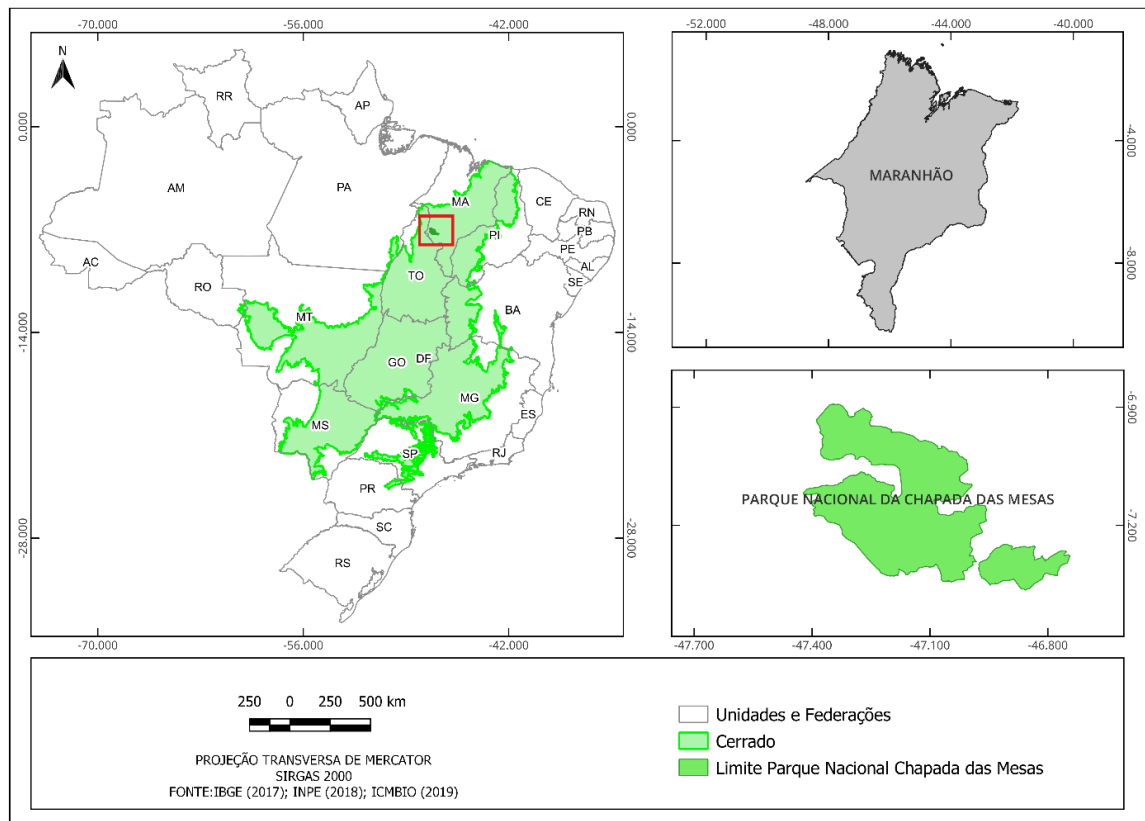 -70.000 -56.000 -42.000
N
0.000
-14.000
-28.000
RR
AP
AM
PA
MA
CE
RN
PB
PI
PE
AL
SE
AC
RO
TO
BA
MT
GO
DF
MG
ES
MS
SP
RJ
PR
SC
RS
0.000
-14.000
-28.000
-70.000 -56.000 -42.000
-52.000 -48.000 -44.000 -40.000
MARANHÃO
-4.000
-8.000
PARQUE NACIONAL DA CHAPADA DAS MESAS
-6.900
-7.200
-47.700 -47.400 -47.100 -46.800
250 0 250 500 km
PROJEÇÃO TRANSVERSA DE MERCATOR
SIRGAS 2000
FONTE:IBGE (2017); INPE (2018); ICMBIO (2019)
Unidades e Federações
Cerrado
Limite Parque Nacional Chapada das Mesas